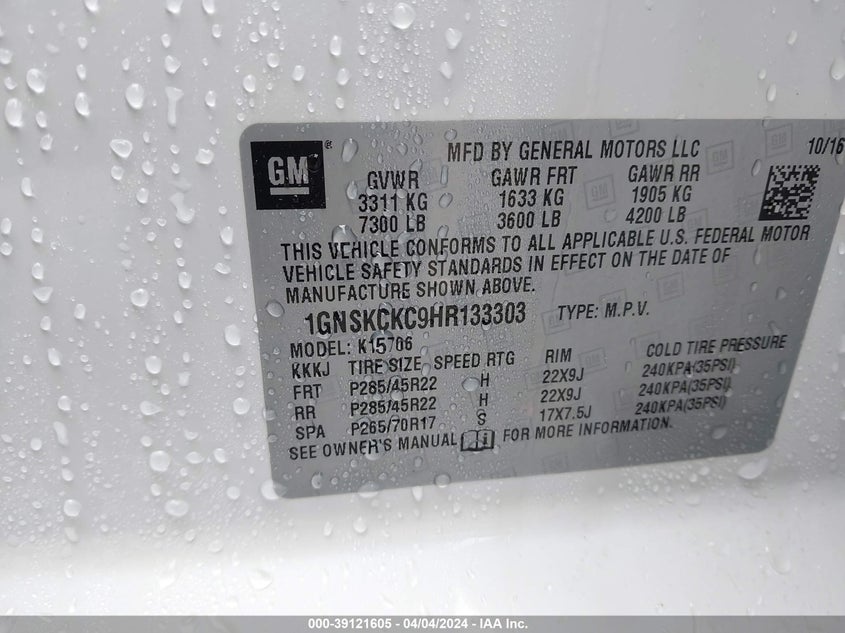 GM ® MFD BY GENERAL MOTORS LLC 10/16
GVWR GAWR FRT GAWR RR
3311 KG 1633 KG 1905 KG
7300 LB 3600 LB 4200 LB
THIS VEHICLE CONFORMS TO ALL APPLICABLE U.S. FEDERAL MOTOR
VEHICLE SAFETY STANDARDS IN EFFECT ON THE DATE OF
MANUFACTURE SHOWN ABOVE.
1GNSKCKC9HR133303 TYPE: M.P.V.
MODEL: K15706
KKKJ TIRE SIZE SPEED RTG RIM COLD TIRE PRESSURE
FRT P285/45R22 H 22X9J 240KPA(35PSI)
RR P285/45R22 H 22X9J 240KPA(35PSI)
SPA P265/70R17 S 17X7.5J 240KPA(35PSI)
SEE OWNER'S MANUAL FOR MORE INFORMATION.
000-39121605 - 04/04/2024 - IAA Inc.